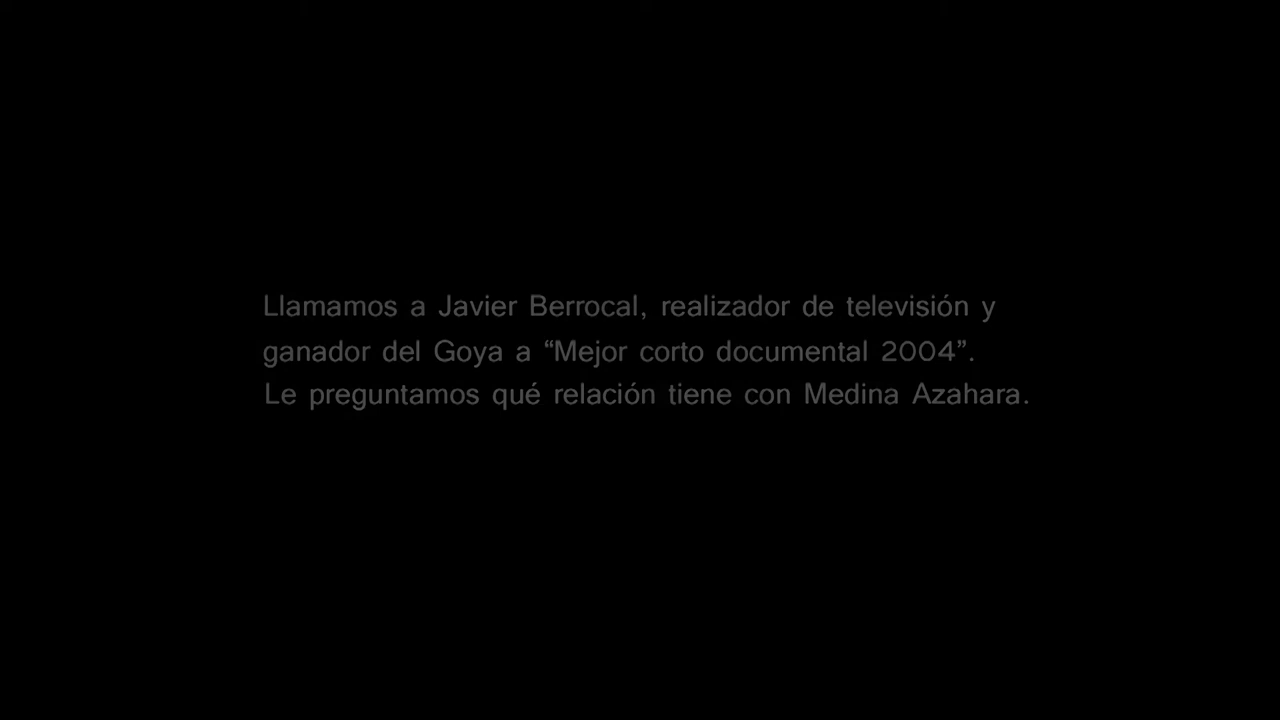 Llamamos a Javier Berrocal, realizador de televisión y
ganador del Goya a “Mejor corto documental 2004”.
Le preguntamos qué relación tiene con Medina Azahara.